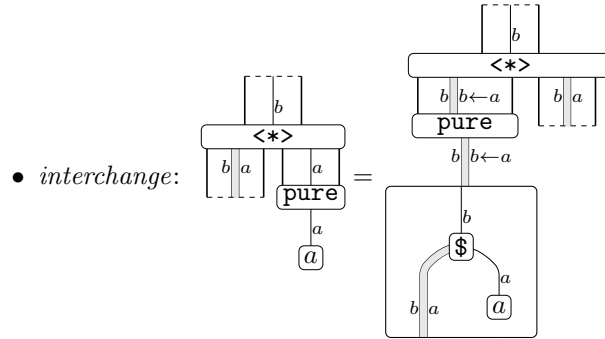 b
<*>
b b←a b a
pure
b b←a
b
<*>
b a a
• interchange: pure =
a
a
b
$
a
b a a